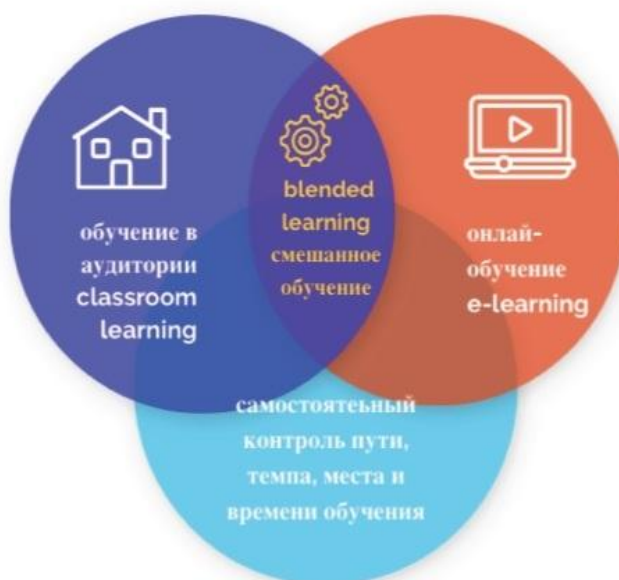 обучение в
аудитории
classroom
learning
blended
learning
смешанное
обучение
онлай-
обучение
e-learning
самостоятеьный
контроль пути,
темпа, места и
времени обучения